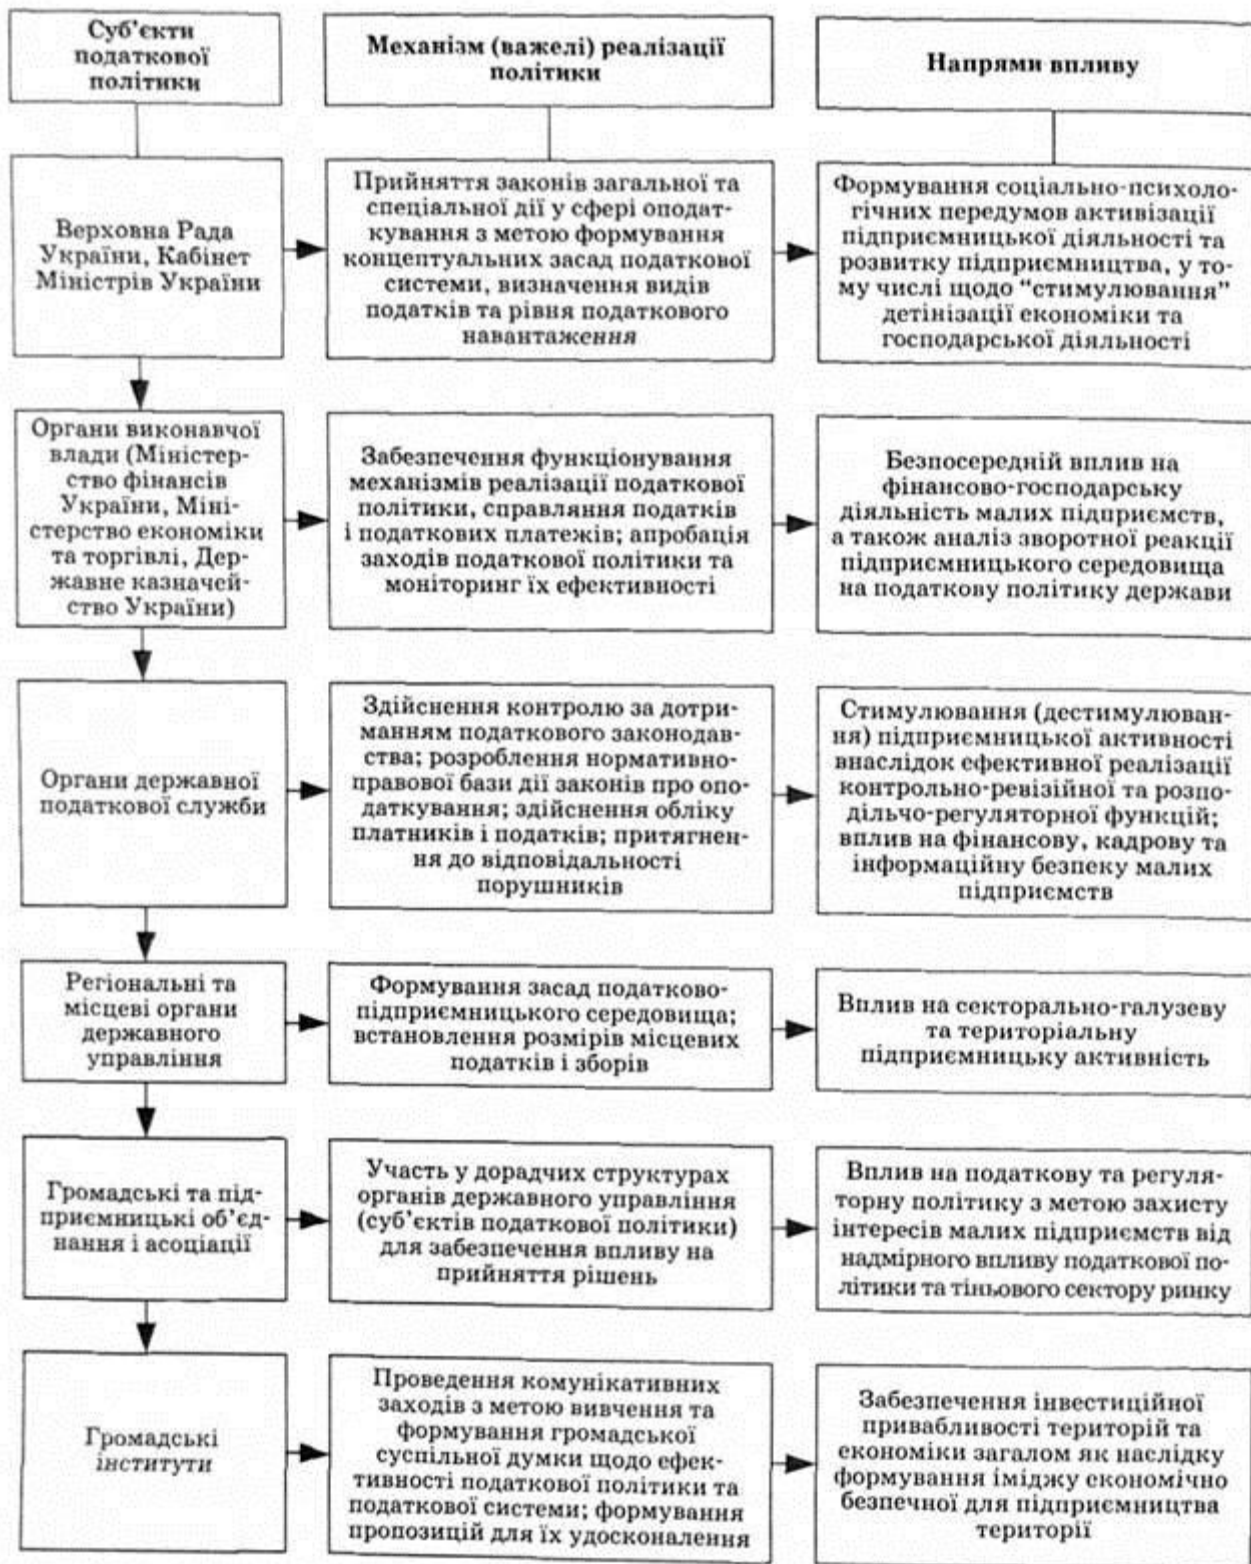 Суб’єкти
податкової
політики
Механізм (важелі) реалізації
політики
Напрями впливу
Верховна Рада
України, Кабінет
Міністрів України
Прийняття законів загальної та
спеціальної дії у сфері оподат-
кування з метою формування
концептуальних засад податкової
системи, визначення видів
податків та рівня податкового
навантаження
Формування соціально-психоло-
гічних передумов активізації
підприємницької діяльності та
розвитку підприємництва, у то-
му числі щодо “стимулювання”
детінізації економіки та
господарської діяльності
Органи виконавчої
влади (Міністер-
ство фінансів
України, Міні-
стерство економіки
та торгівлі, Дер-
жавне казначей-
ство України)
Забезпечення функціонування
механізмів реалізації податкової
політики, справляння податків
і податкових платежів; апробація
заходів податкової політики та
моніторинг їх ефективності
Безпосередній вплив на
фінансово-господарську
діяльність малих підприємств,
а також аналіз зворотної реакції
підприємницького середовища
на податкову політику держави
Органи державної
податкової служби
Здійснення контролю за дотри-
манням податкового законодав-
ства; розроблення нормативно-
правової бази дії законів про опо-
даткування; здійснення обліку
платників і податків; притягнен-
ня до відповідальності
порушників
Стимулювання (дестимулюван-
ня) підприємницької активності
внаслідок ефективної реалізації
контрольно-ревізійної та розпо-
дільчо-регуляторної функцій;
вплив на фінансову, кадрову та
інформаційну безпеку малих
підприємств
Регіональні та
місцеві органи
державного
управління
Формування засад податково-
підприємницького середовища;
встановлення розмірів місцевих
податків і зборів
Вплив на секторально-галузеву
та територіальну
підприємницьку активність
Громадські та під-
приємницькі об’єд-
нання і асоціації
Участь у дорадчих структурах
органів державного управління
(суб’єктів податкової політики)
для забезпечення впливу на
прийняття рішень
Вплив на податкову та регуля-
торну політику з метою захисту
інтересів малих підприємств від
надмірного впливу податкової по-
літики та тіньового сектору ринку
Громадські
інститути
Проведення комунікативних
заходів з метою вивчення та
формування громадської
суспільної думки щодо ефек-
тивності податкової політики та
податкової системи; формування
пропозицій для їх удосконалення
Забезпечення інвестиційної
привабливості територій та
економіки загалом як наслідку
формування іміджу економічно
безпечної для підприємництва
території